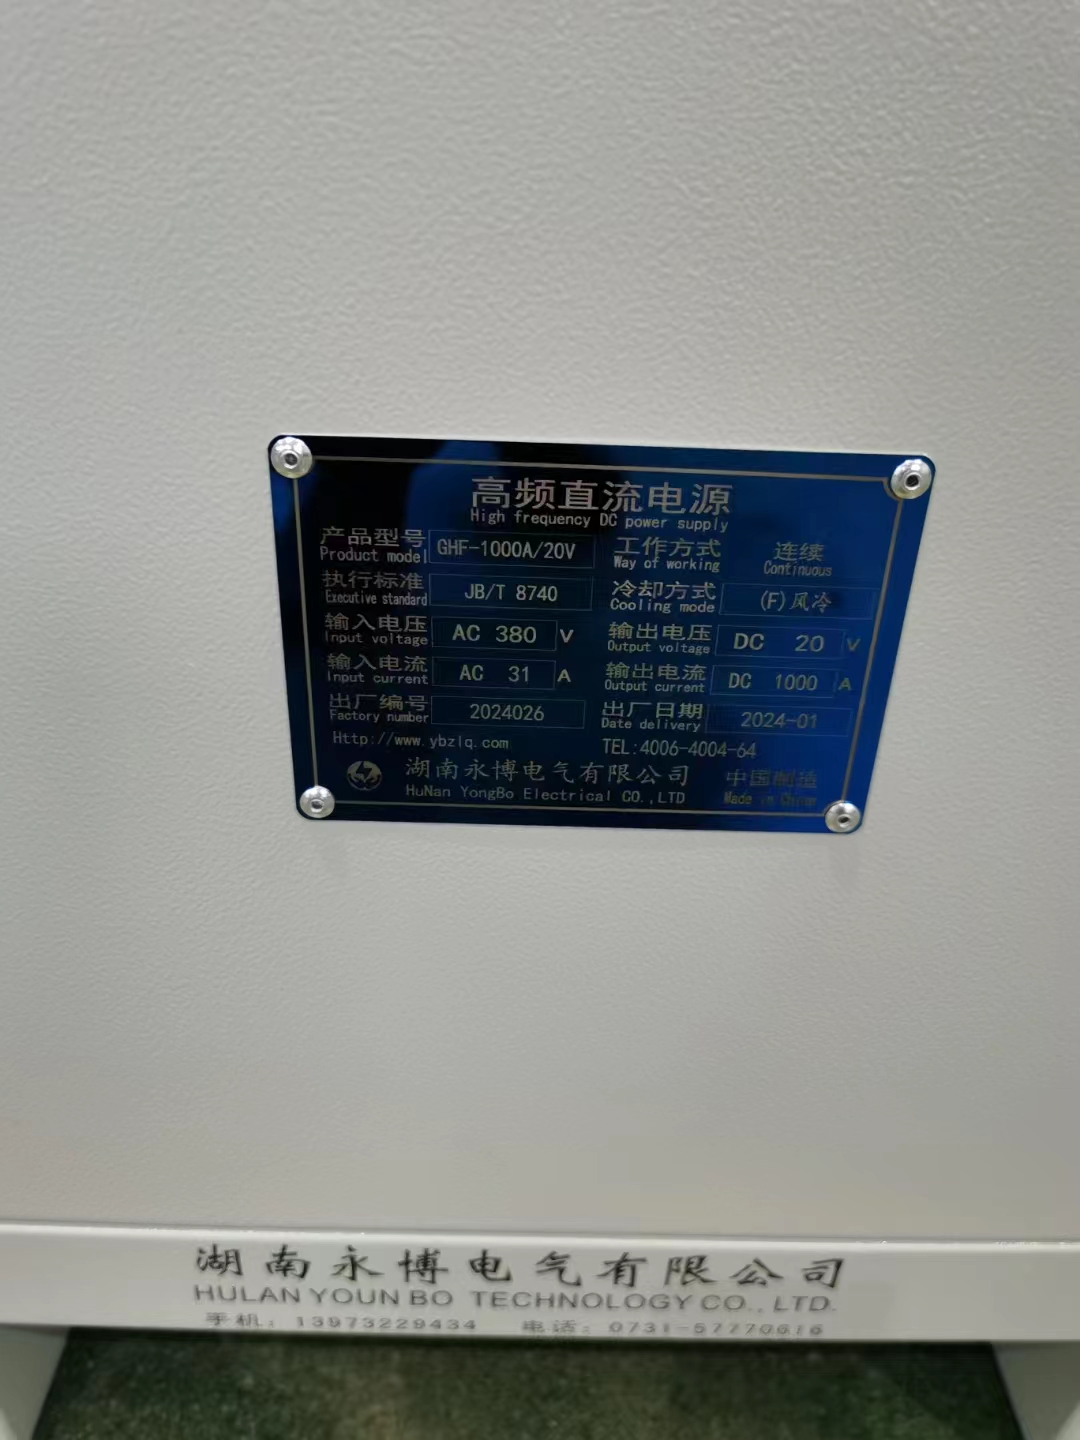 高频直流电源
High frequency DC power supply
产品型号 GHF-1000A/20V 工作方式 连续
Product model Way of working Continuous
执行标准 JB/T 8740 冷却方式 (F)风冷
Executive standard Cooling mode
输入电压 AC 380 V 输出电压 DC 20 V
Input voltage Output voltage
输入电流 AC 31 A 输出电流 DC 1000 A
Input current Output current
出厂编号 2024026 出厂日期 2024-01
Factory number Date delivery
Http://www.ybzlq.com TEL:4006-4004-64
湖南永博电气有限公司 中国制造
HuNan YongBo Electrical CO.,LTD Made in China
湖南永博电气有限公司
HULAN YOUN BO TECHNOLOGY CO., LTD.
手机: 13973229434 电话: 0731-57770616